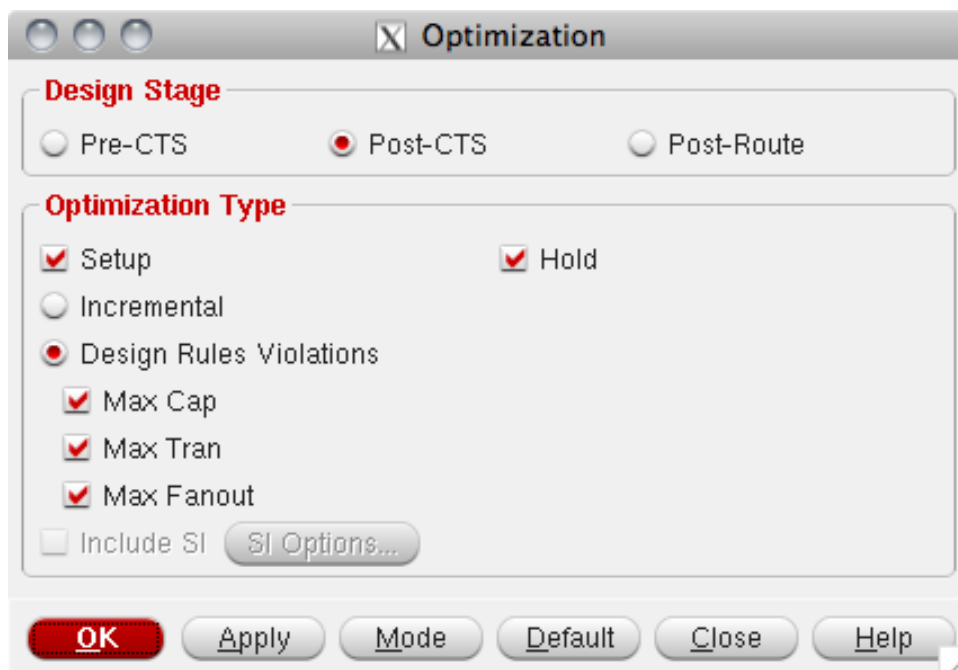 X Optimization
Design Stage
Pre-CTS Post-CTS Post-Route
Optimization Type
Setup Hold
Incremental
Design Rules Violations
Max Cap
Max Tran
Max Fanout
Include SI SI Options...
OK Apply Mode Default Close Help